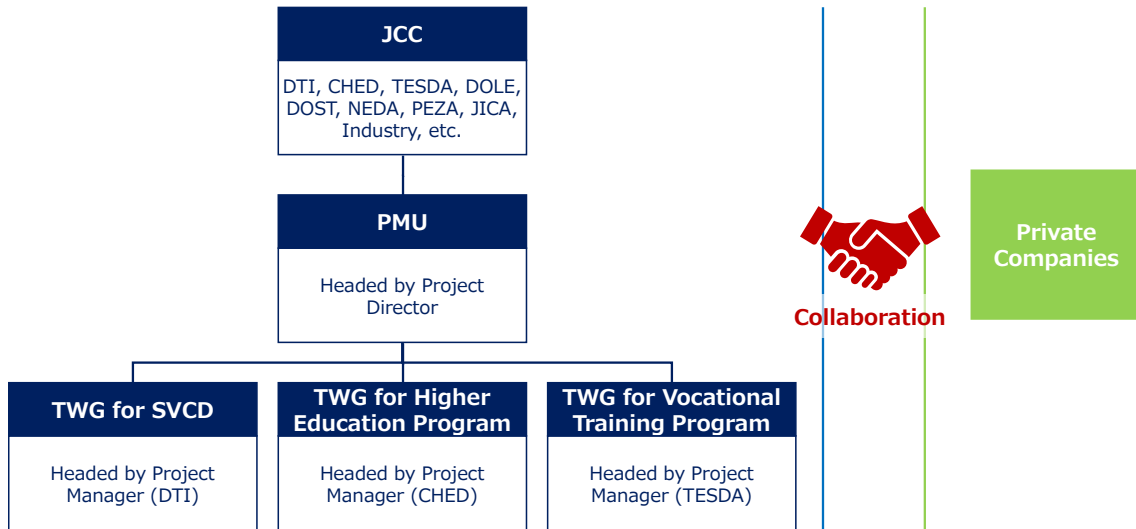 JCC
DTI, CHED, TESDA, DOLE,
DOST, NEDA, PEZA, JICA,
Industry, etc.
PMU
Headed by Project
Director
Private
Companies
Collaboration
TWG for SVCD
Headed by Project
Manager (DTI)
TWG for Higher
Education Program
Headed by Project
Manager (CHED)
TWG for Vocational
Training Program
Headed by Project
Manager (TESDA)